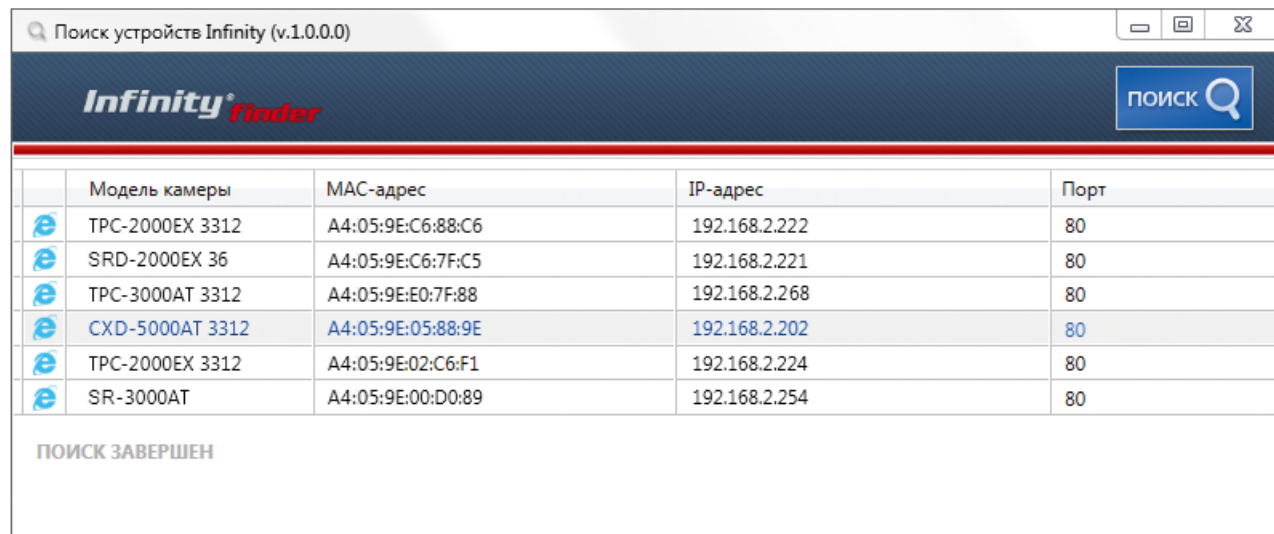 Поиск устройств Infinity (v.1.0.0.0)
Infinity® finder
ПОИСК
Модель камеры MAC-адрес IP-адрес Порт
TPC-2000EX 3312 A4:05:9E:C6:88:C6 192.168.2.222 80
SRD-2000EX 36 A4:05:9E:C6:7F:C5 192.168.2.221 80
TPC-3000AT 3312 A4:05:9E:E0:7F:88 192.168.2.268 80
CXD-5000AT 3312 A4:05:9E:05:88:9E 192.168.2.202 80
TPC-2000EX 3312 A4:05:9E:02:C6:F1 192.168.2.224 80
SR-3000AT A4:05:9E:00:D0:89 192.168.2.254 80
ПОИСК ЗАВЕРШЕН